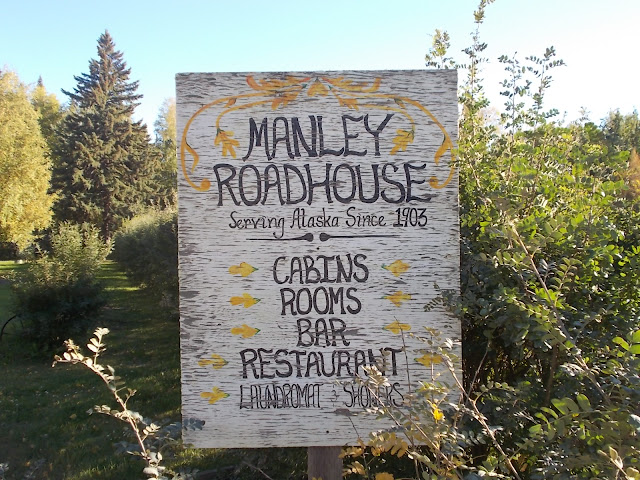 MANLEY
ROADHOUSE
Serving Alaska Since 1903
CABINS
ROOMS
BAR
RESTAURANT
LAUNDROMAT & SHOWERS